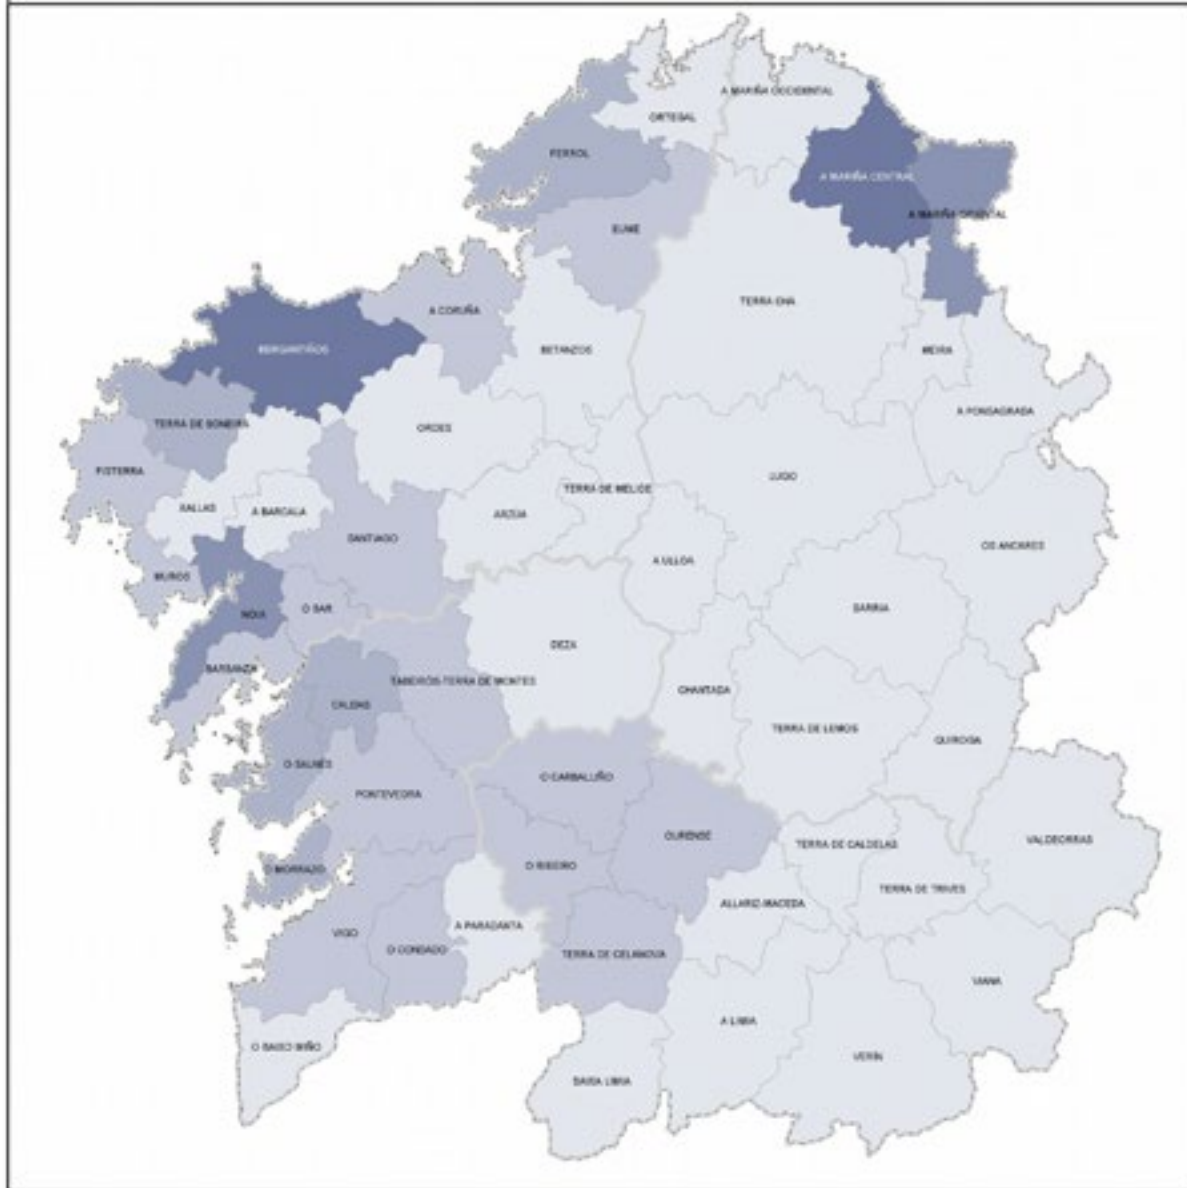 A MARIÑA OCCIDENTAL
ORTEGAL
FERROL
A MARIÑA CENTRAL
A MARIÑA ORIENTAL
EUME
TERRA CHA
A CORUÑA
BERGANTIÑOS
BETANZOS
MEIRA
A FONSAGRADA
TERRA DE SONEIRA
ORDES
FISTERRA
LUGO
TERRA DE MELIDE
XALLAS
A BARCALA
ARZÚA
SANTIAGO
OS ANCARES
A ULLOA
MUROS
O SAR
NOIA
SARRIA
DEZA
BARBANZA
TABEIRÓS-TERRA DE MONTES
CHANTADA
CALDAS
TERRA DE LEMOS
QUIROGA
O SALNÉS
O CARBALLIÑO
PONTEVEDRA
OURENSE
VALDEORRAS
TERRA DE CALDELAS
O RIBEIRO
O MORRAZO
TERRA DE TRIVES
ALLARIZ-MACEDA
A PARADANTA
VIGO
O CONDADO
TERRA DE CELANOVA
VIANA
A LIMIA
O BAIXO MIÑO
VERÍN
BAIXA LIMIA